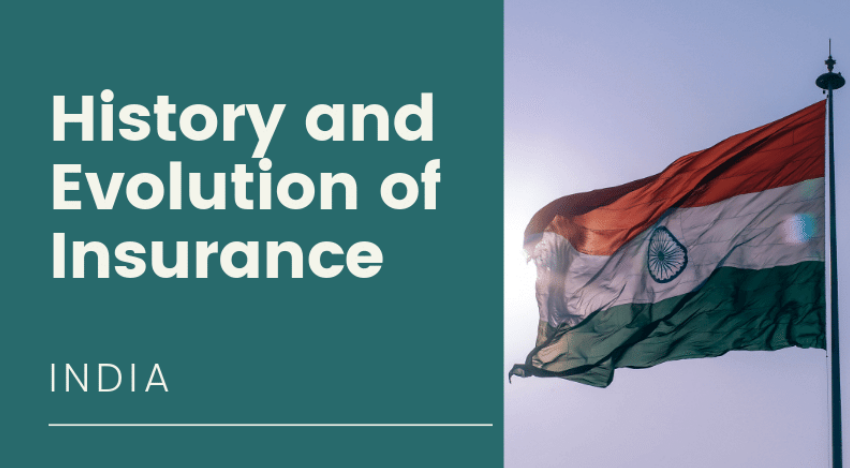 History and
Evolution of
Insurance
INDIA